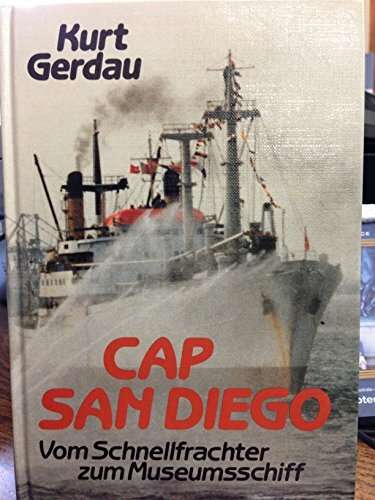 Kurt
Gerdau
CAP
SAN DIEGO
Vom Schnellfrachter
zum Museumsschiff